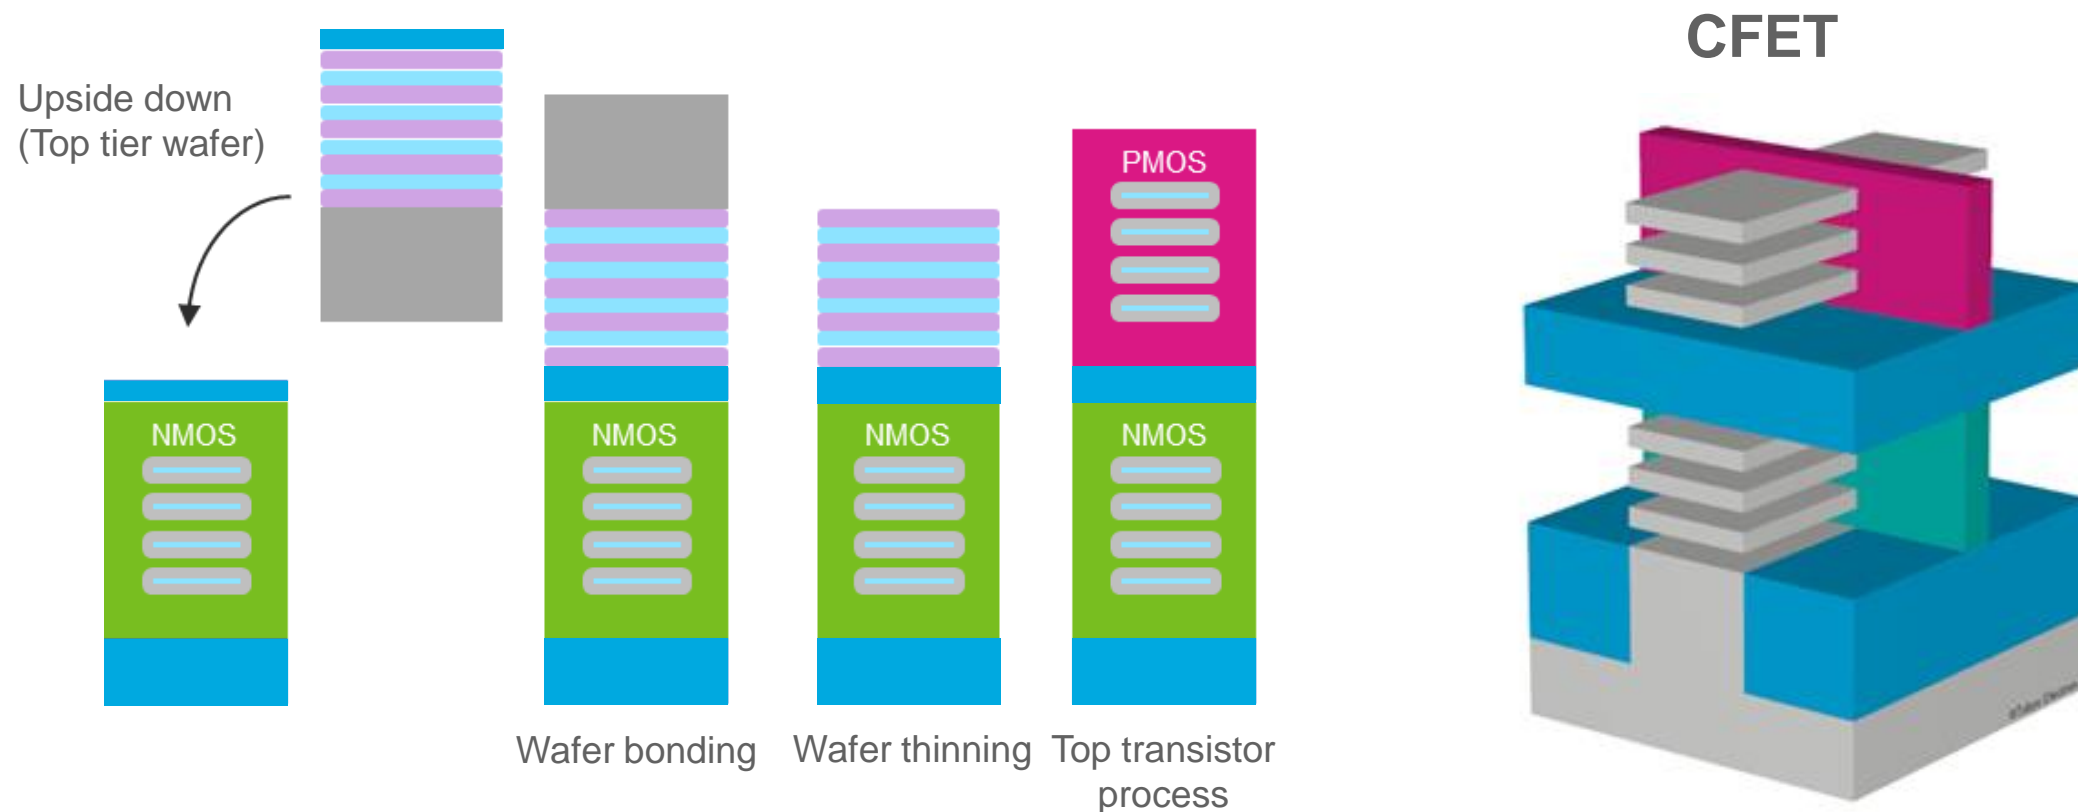 CFET
Upside down
(Top tier wafer)
PMOS
NMOS
NMOS
NMOS
NMOS
Wafer bonding
Wafer thinning
Top transistor
process